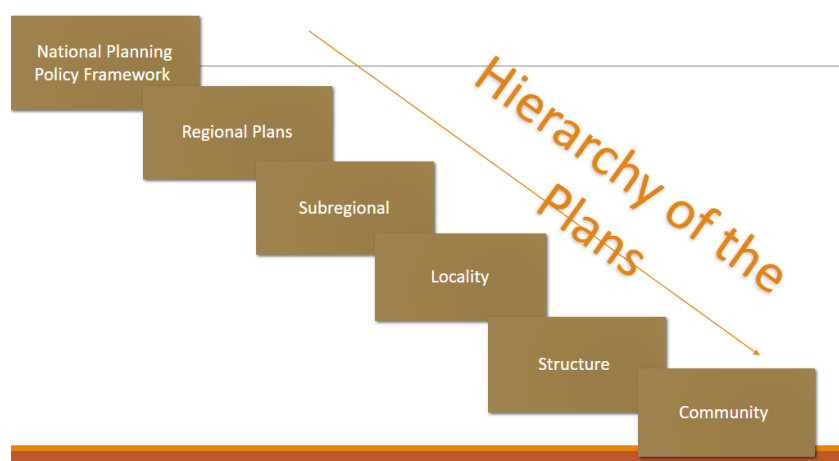 National Planning
Policy Framework
Regional Plans
Subregional
Locality
Structure
Community
Hierarchy of the
Plans